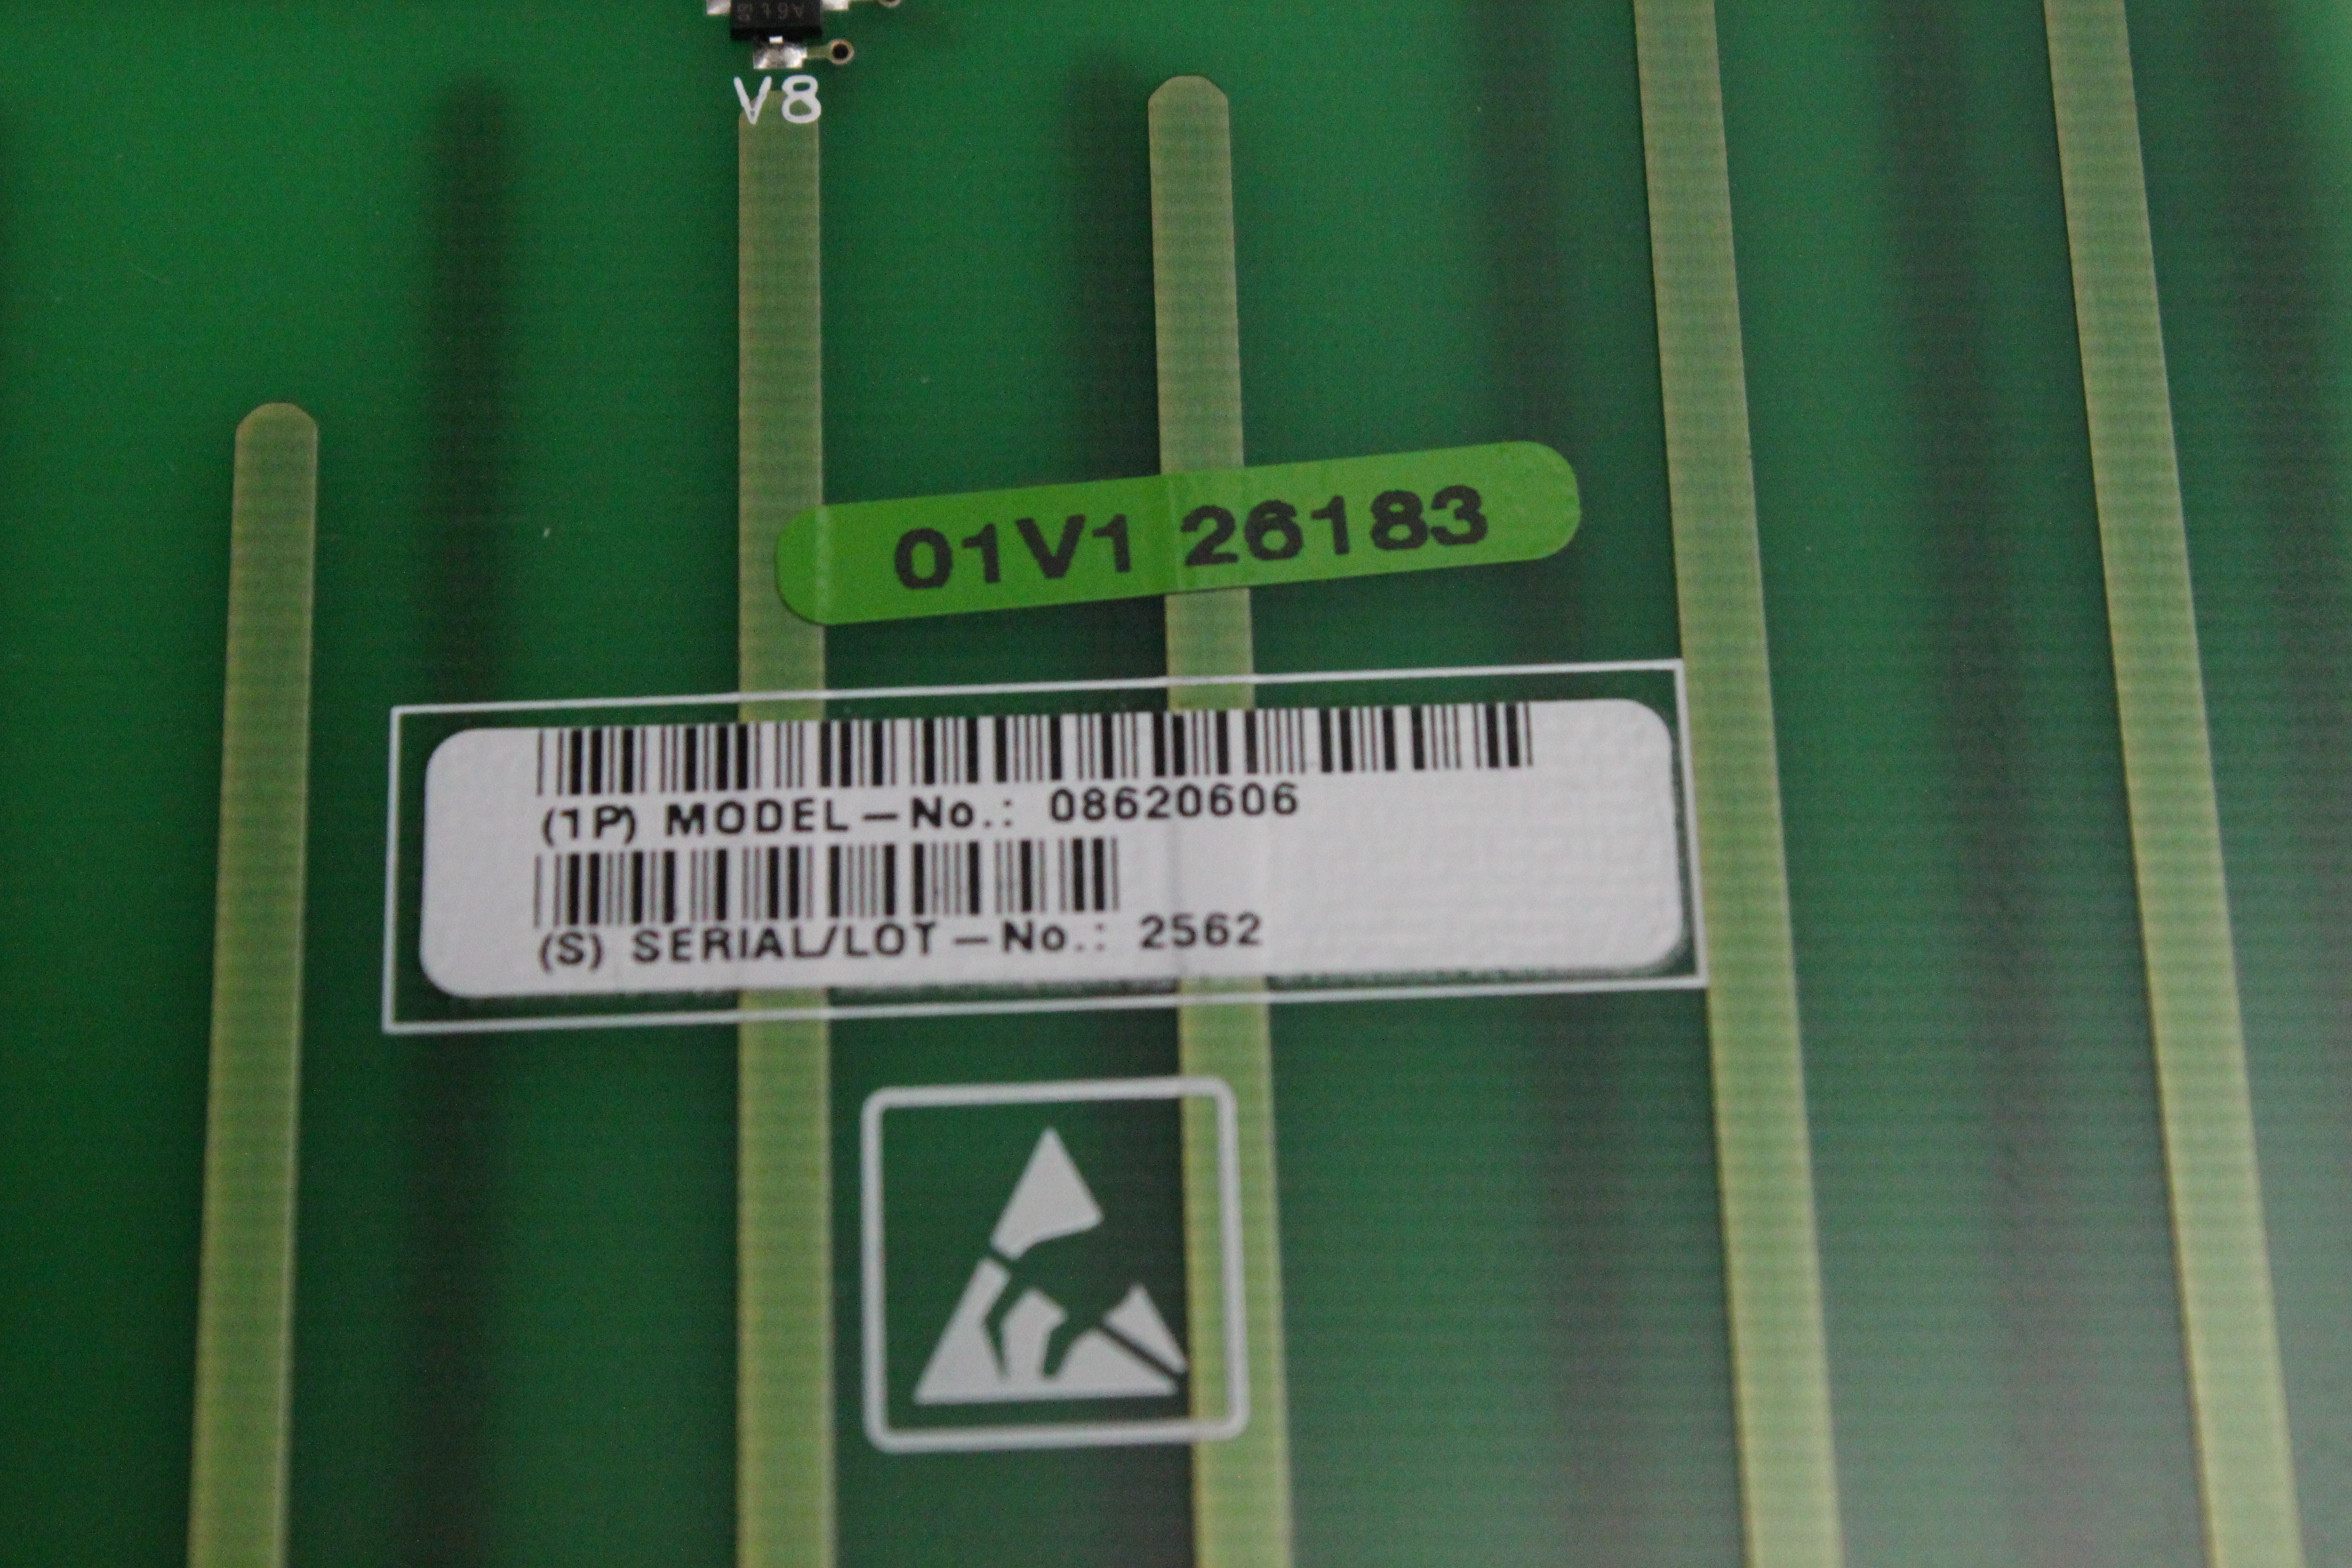 V8
01V1 26183
(1P) MODEL-No.: 08620606
(S) SERIAL/LOT-No.: 2562